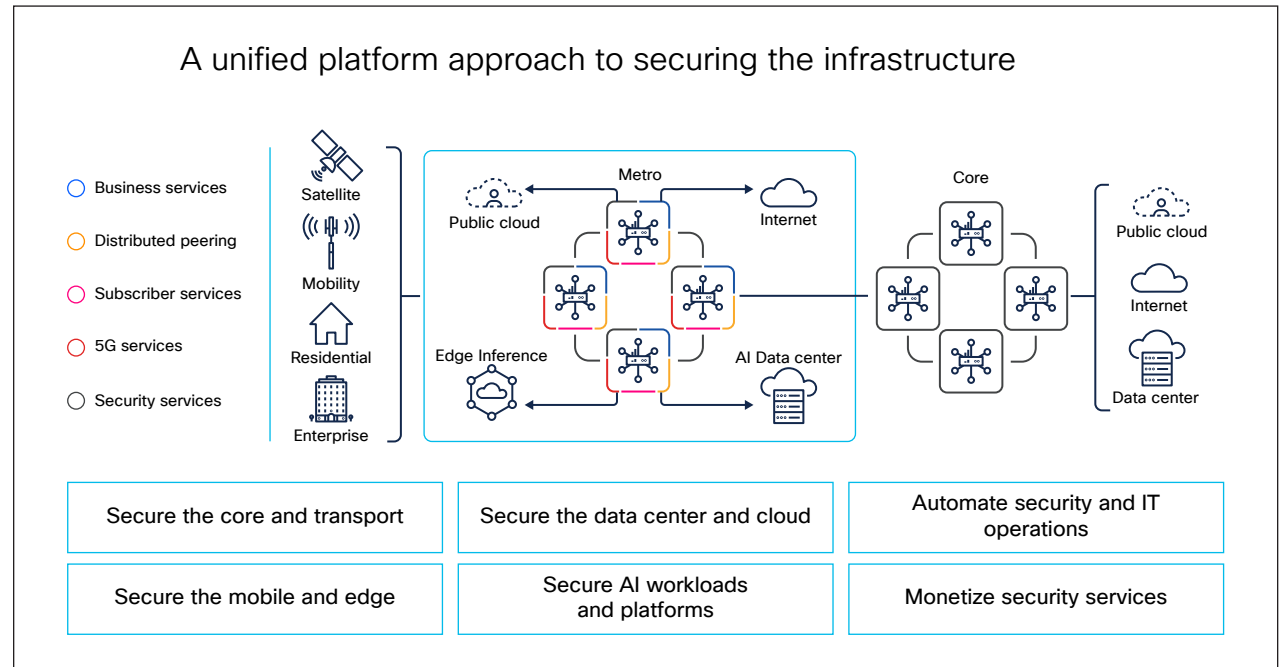 A unified platform approach to securing the infrastructure
Business services
Distributed peering
Subscriber services
5G services
Security services
Satellite
Mobility
Residential
Enterprise
Metro
Public cloud
Internet
Edge Inference
AI Data center
Core
Public cloud
Internet
Data center
Secure the core and transport
Secure the data center and cloud
Automate security and IT
operations
Secure the mobile and edge
Secure AI workloads
and platforms
Monetize security services